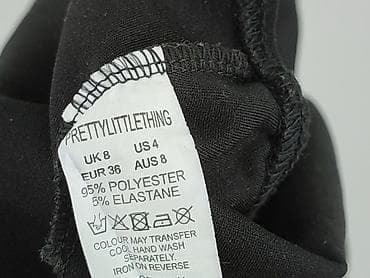 PRETTYLITTLETHING
UK 8 US 4
EUR 36 AUS 8
95% POLYESTER
5% ELASTANE
COLOUR MAY TRANSFER
COOL HAND WASH
SEPARATELY.
IRON ON REVERSE